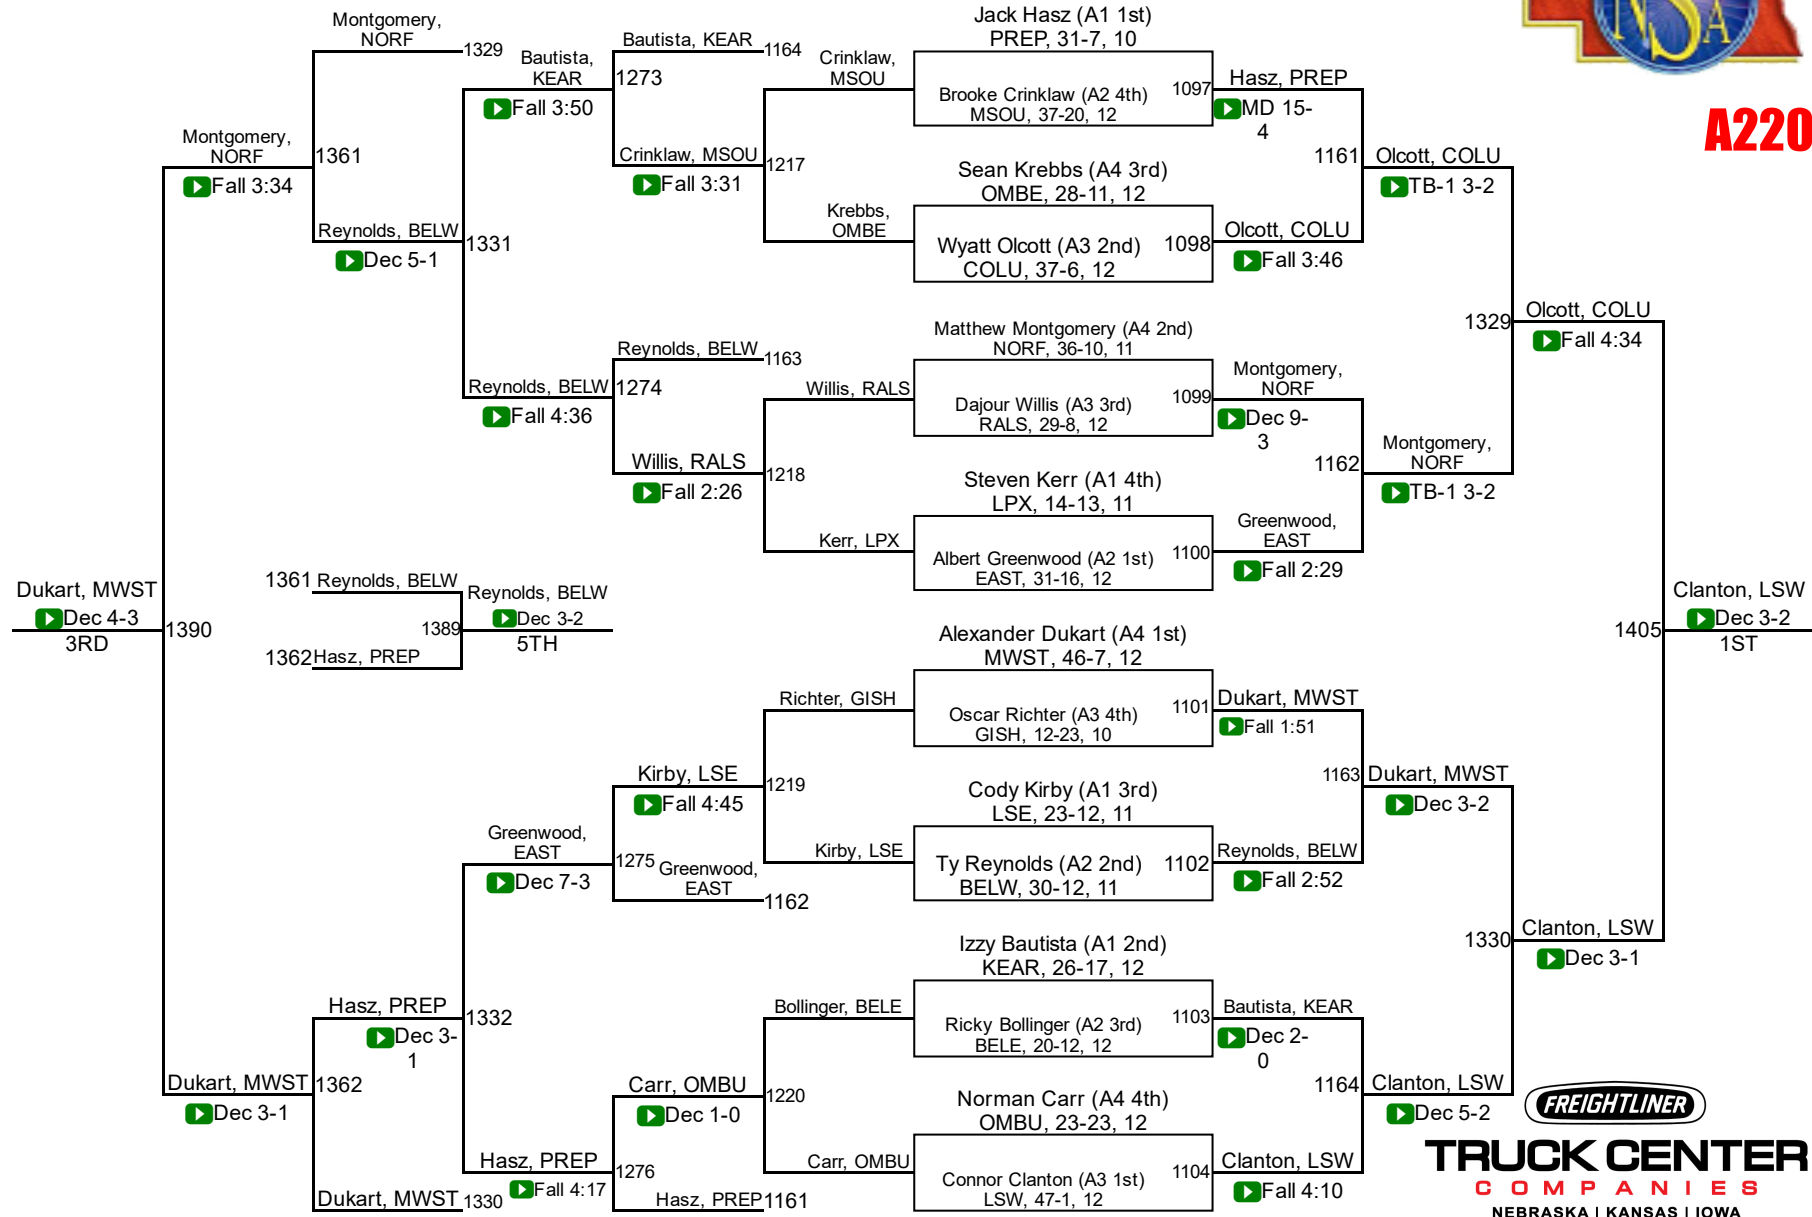 NSA
A220
Jack Hasz (A1 1st)
PREP, 31-7, 10
Brooke Crinklaw (A2 4th)
MSOU, 37-20, 12
1097
Sean Krebbs (A4 3rd)
OMBE, 28-11, 12
Wyatt Olcott (A3 2nd)
COLU, 37-6, 12
1098
Matthew Montgomery (A4 2nd)
NORF, 36-10, 11
Dajour Willis (A3 3rd)
RALS, 29-8, 12
1099
Steven Kerr (A1 4th)
LPX, 14-13, 11
Albert Greenwood (A2 1st)
EAST, 31-16, 12
1100
Alexander Dukart (A4 1st)
MWST, 46-7, 12
Oscar Richter (A3 4th)
GISH, 12-23, 10
1101
Cody Kirby (A1 3rd)
LSE, 23-12, 11
Ty Reynolds (A2 2nd)
BELW, 30-12, 11
1102
Izzy Bautista (A1 2nd)
KEAR, 26-17, 12
Ricky Bollinger (A2 3rd)
BELE, 20-12, 12
1103
Norman Carr (A4 4th)
OMBU, 23-23, 12
Connor Clanton (A3 1st)
LSW, 47-1, 12
1104
Hasz, PREP
MD 15-
4
1161
Olcott, COLU
Fall 3:46
Montgomery,
NORF
Dec 9-
3
1162
Greenwood,
EAST
Fall 2:29
Dukart, MWST
Fall 1:51
1163
Reynolds, BELW
Fall 2:52
Bautista, KEAR
Dec 2-
0
1164
Clanton, LSW
Fall 4:10
Olcott, COLU
TB-1 3-2
1329
Montgomery,
NORF
TB-1 3-2
Dukart, MWST
Dec 3-2
1330
Clanton, LSW
Dec 5-2
Olcott, COLU
Fall 4:34
1405
Clanton, LSW
Dec 3-1
Clanton, LSW
Dec 3-2
1ST
Crinklaw,
MSOU
1217
Krebbs,
OMBE
Willis, RALS
1218
Kerr, LPX
Richter, GISH
1219
Kirby, LSE
Bollinger, BELE
1220
Carr, OMBU
Bautista, KEAR
1164
1273
Crinklaw, MSOU
Fall 3:31
Reynolds, BELW
1163
1274
Willis, RALS
Fall 2:26
Kirby, LSE
Fall 4:45
1275
Greenwood,
EAST
1162
Carr, OMBU
Dec 1-0
1276
Hasz, PREP
1161
Bautista,
KEAR
Fall 3:50
1331
Reynolds, BELW
Fall 4:36
Greenwood,
EAST
Dec 7-3
1332
Hasz, PREP
Fall 4:17
Montgomery,
NORF
1329
1361
Reynolds, BELW
Dec 5-1
Hasz, PREP
Dec 3-
1
1362
Dukart, MWST
1330
Montgomery,
NORF
Fall 3:34
1390
Dukart, MWST
Dec 3-1
Dukart, MWST
Dec 4-3
3RD
1361
Reynolds, BELW
1389
1362
Hasz, PREP
Reynolds, BELW
Dec 3-2
5TH
FREIGHTLINER
TRUCK CENTER
COMPANIES
NEBRASKA | KANSAS | IOWA